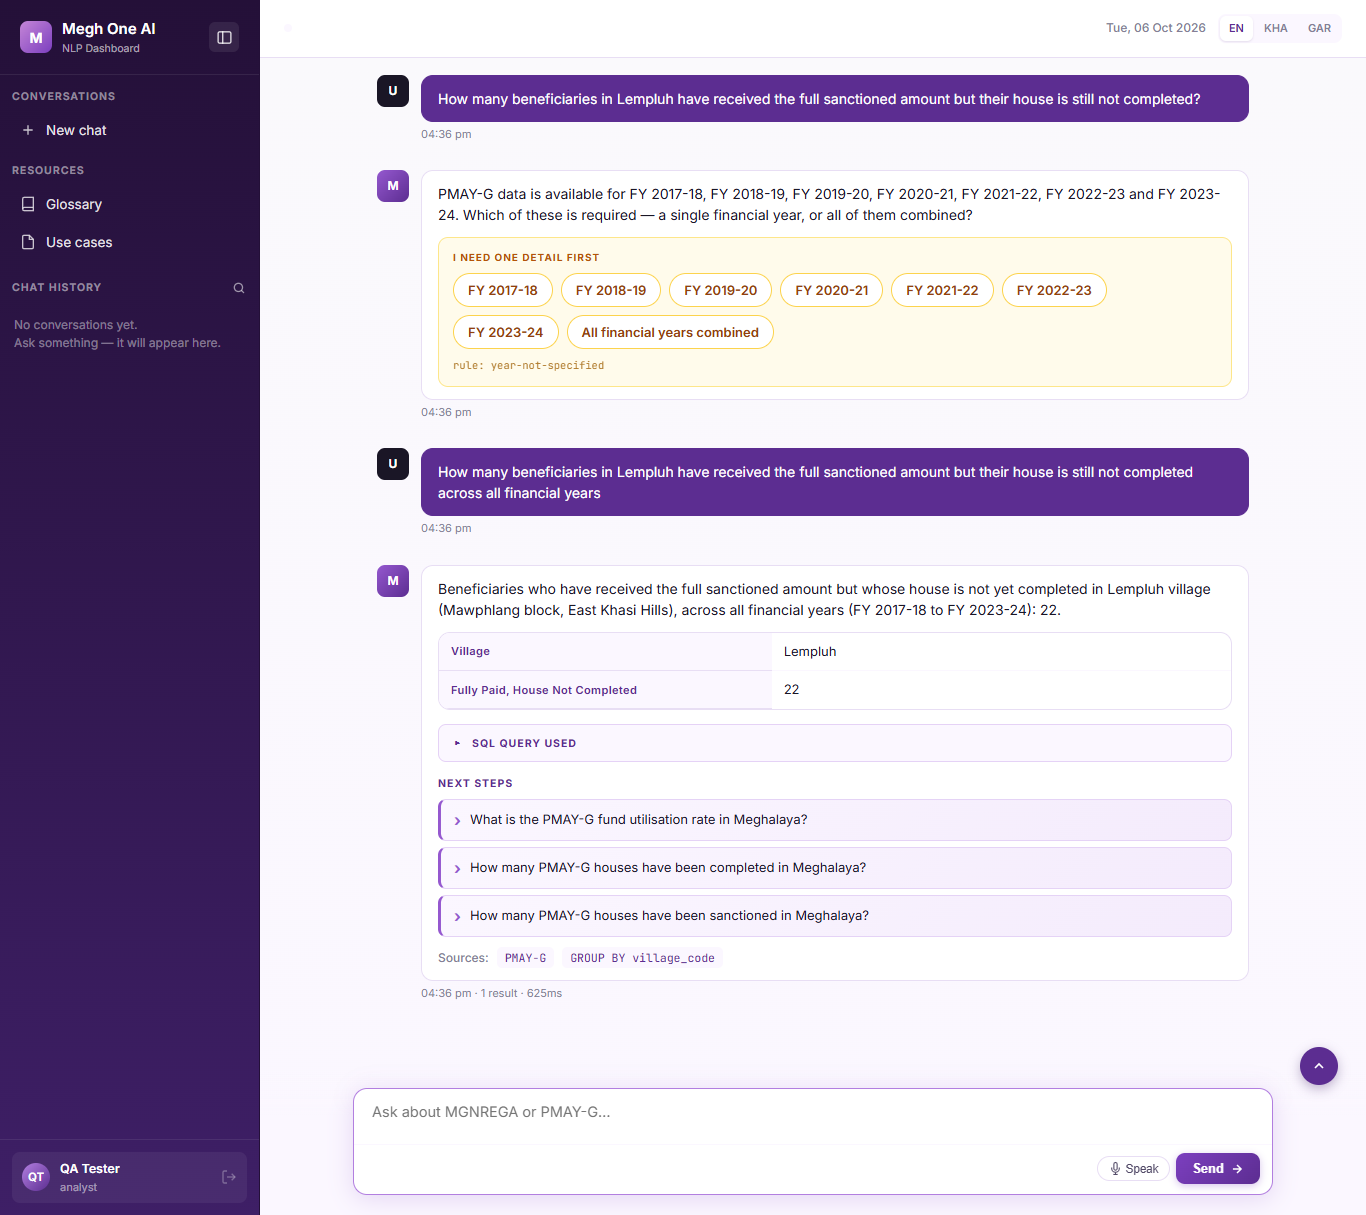 M
Megh One AI
NLP Dashboard
CONVERSATIONS
New chat
RESOURCES
Glossary
Use cases
CHAT HISTORY
No conversations yet.
Ask something — it will appear here.
QT
QA Tester
analyst
Tue, 06 Oct 2026
EN
KHA
GAR
U
How many beneficiaries in Lempluh have received the full sanctioned amount but their house is still not completed?
04:36 pm
M
PMAY-G data is available for FY 2017-18, FY 2018-19, FY 2019-20, FY 2020-21, FY 2021-22, FY 2022-23 and FY 2023-
24. Which of these is required — a single financial year, or all of them combined?
I NEED ONE DETAIL FIRST
FY 2017-18 FY 2018-19 FY 2019-20 FY 2020-21 FY 2021-22 FY 2022-23
FY 2023-24 All financial years combined
rule: year-not-specified
04:36 pm
U
How many beneficiaries in Lempluh have received the full sanctioned amount but their house is still not completed
across all financial years
04:36 pm
M
Beneficiaries who have received the full sanctioned amount but whose house is not yet completed in Lempluh village
(Mawphlang block, East Khasi Hills), across all financial years (FY 2017-18 to FY 2023-24): 22.
Village Lempluh
Fully Paid, House Not Completed 22
SQL QUERY USED
NEXT STEPS
What is the PMAY-G fund utilisation rate in Meghalaya?
How many PMAY-G houses have been completed in Meghalaya?
How many PMAY-G houses have been sanctioned in Meghalaya?
Sources: PMAY-G GROUP BY village_code
04:36 pm · 1 result · 625ms
Ask about MGNREGA or PMAY-G...
Speak
Send →